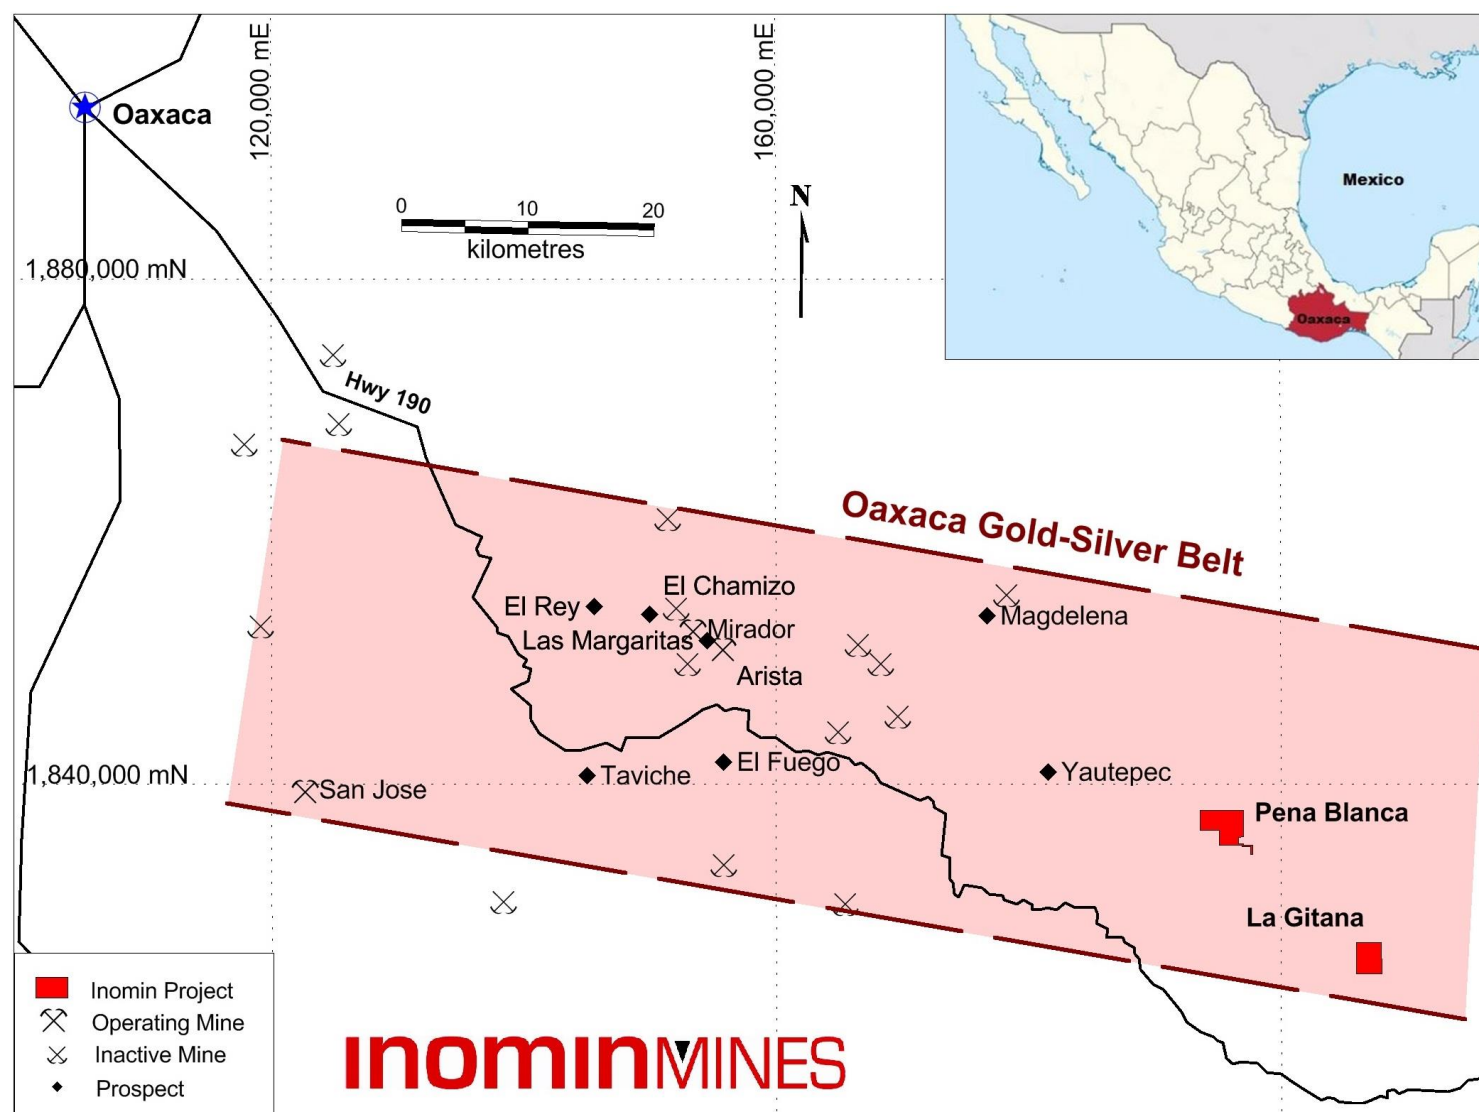 Oaxaca
120,000 mE
160,000 mE
Mexico
Oaxaca
N
0 10 20
kilometres
1,880,000 mN
Hwy 190
Oaxaca Gold-Silver Belt
El Chamizo
El Rey
Magdelena
Mirador
Las Margaritas
Arista
El Fuego
Taviche
Yautepec
1,840,000 mN
San Jose
Pena Blanca
La Gitana
Inomin Project
Operating Mine
Inactive Mine
Prospect
InomInMINES